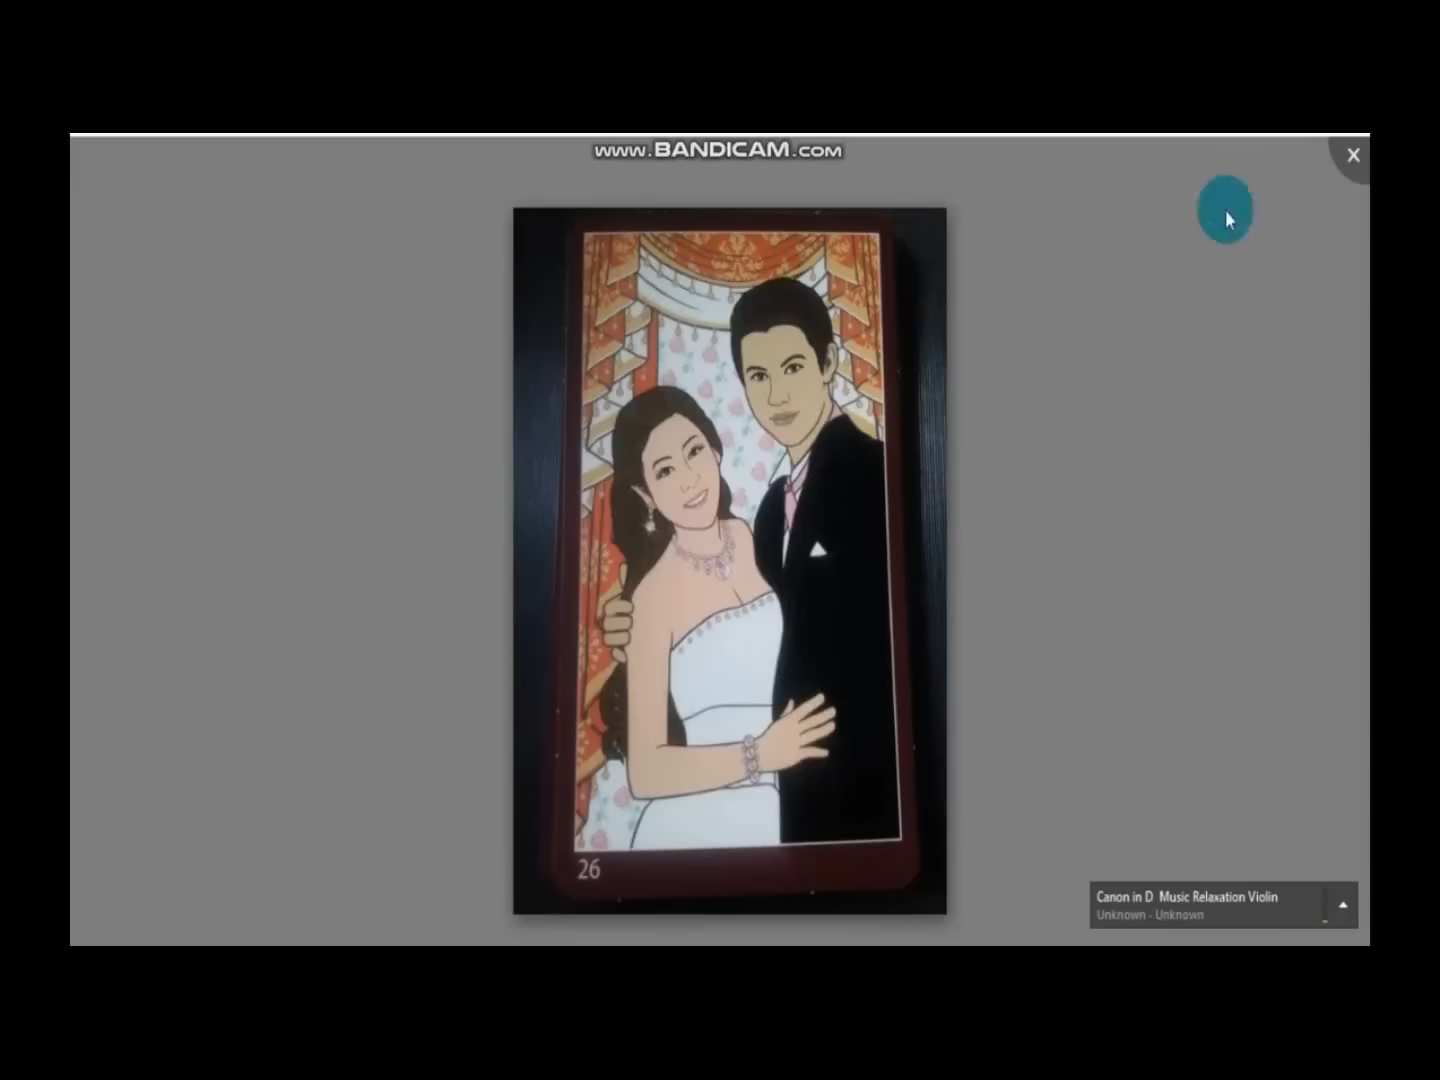 www.BANDICAM.COM
X
26
Canon in D Music Relaxation Violin
Unknown - Unknown